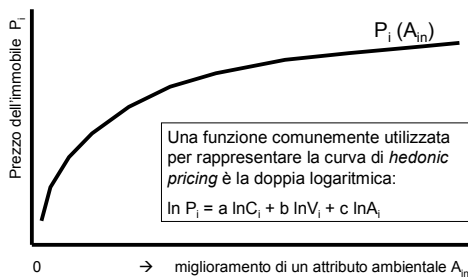 Prezzo dell'immobile P_i
P_i (A_in)
Una funzione comunemente utilizzata
per rappresentare la curva di hedonic
pricing è la doppia logaritmica:
ln P_i = a lnC_i + b lnV_i + c lnA_i
0 → miglioramento di un attributo ambientale A_in